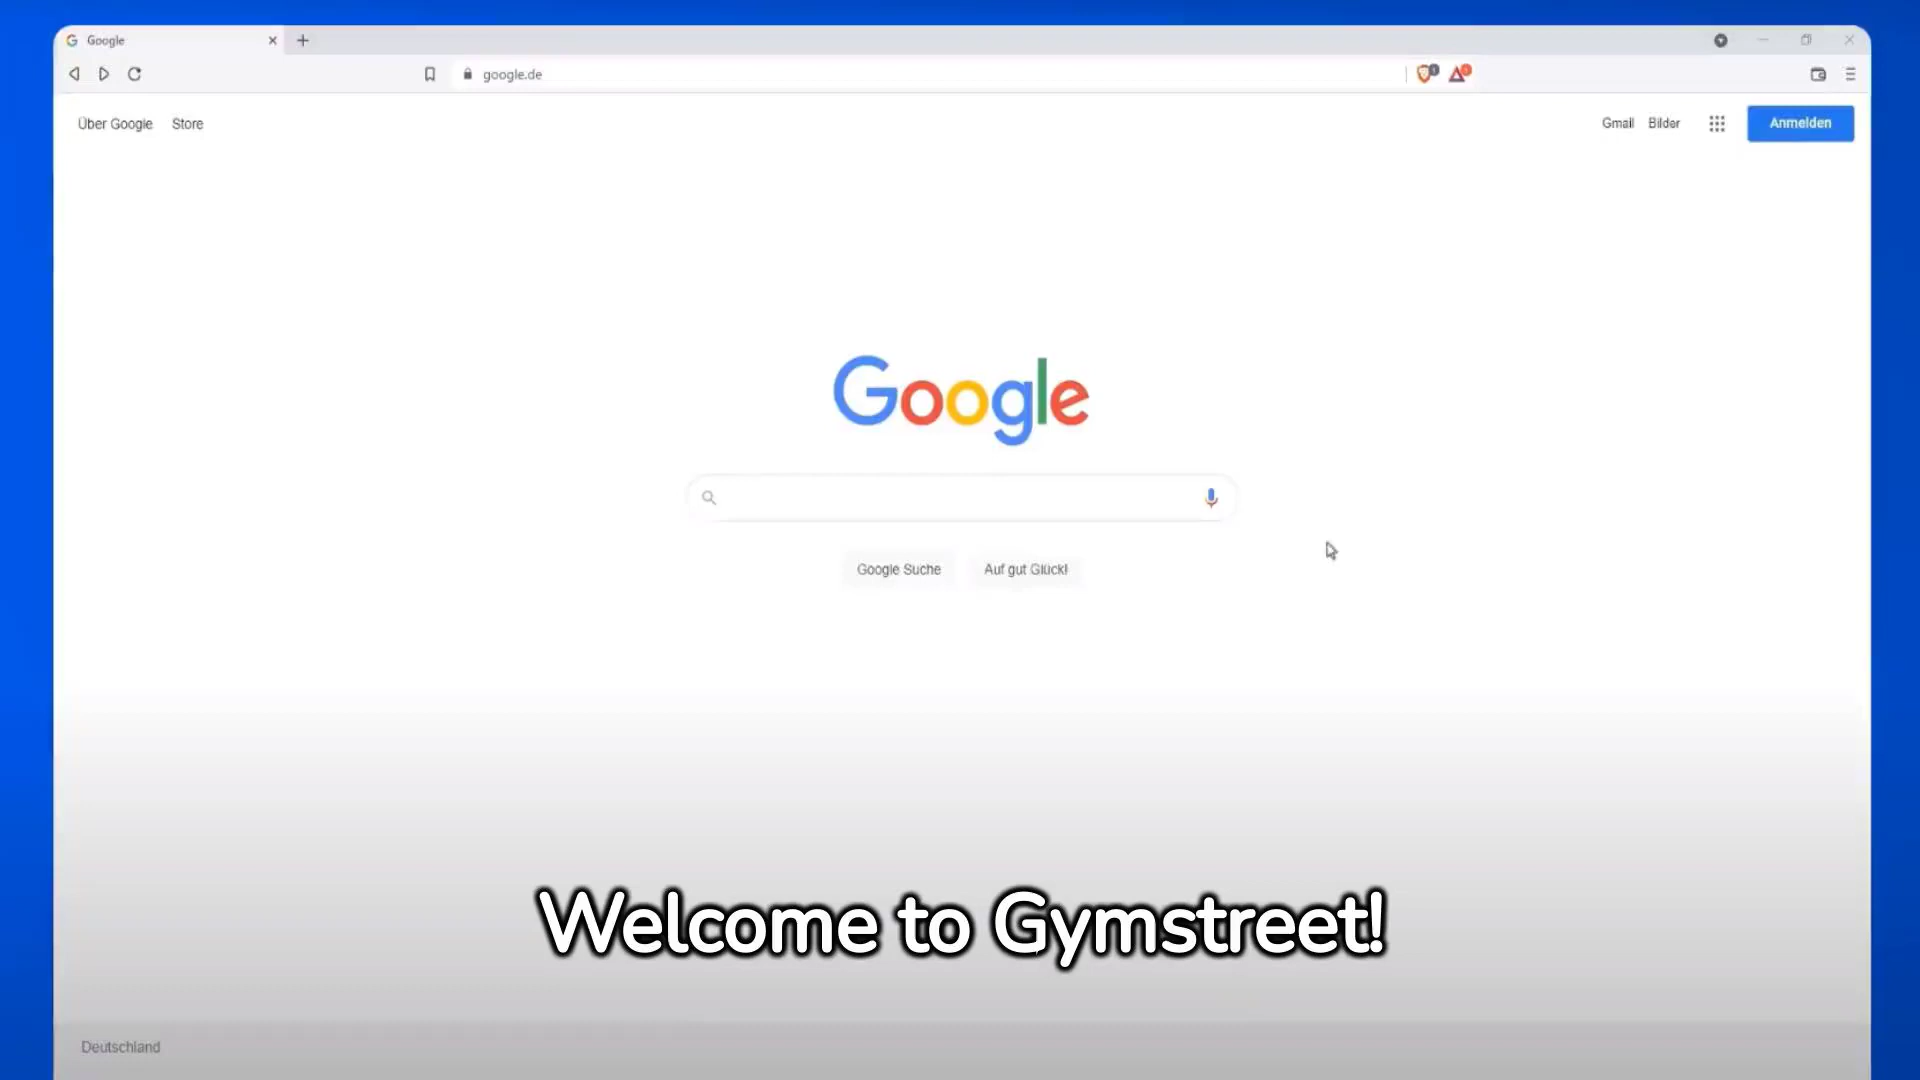 Google
google.de
Über Google Store
Gmail Bilder Anmelden
Google
Google Suche Auf gut Glück!
Welcome to Gymstreet!
Deutschland